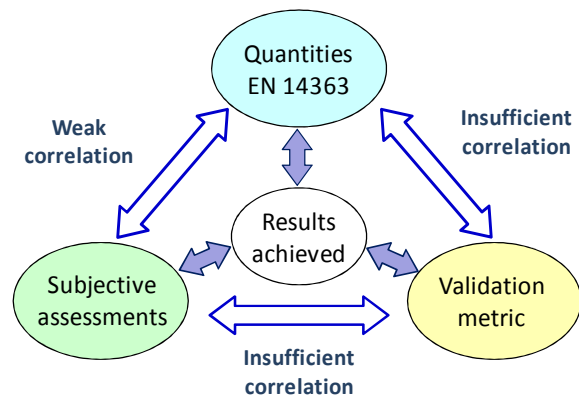 Quantities
EN 14363
Weak
correlation
Insufficient
correlation
Results
achieved
Subjective
assessments
Validation
metric
Insufficient
correlation